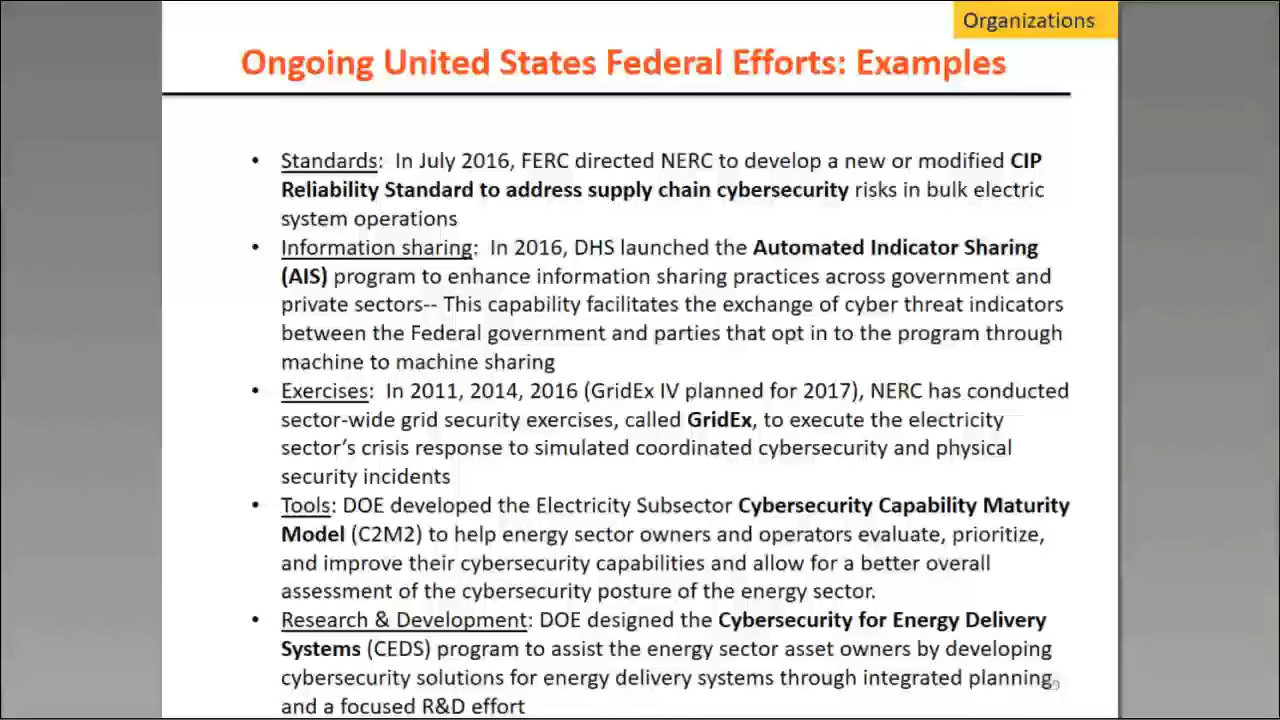 Organizations
Ongoing United States Federal Efforts: Examples
• Standards:  In July 2016, FERC directed NERC to develop a new or modified CIP
Reliability Standard to address supply chain cybersecurity risks in bulk electric
system operations
• Information sharing:  In 2016, DHS launched the Automated Indicator Sharing
(AIS) program to enhance information sharing practices across government and
private sectors-- This capability facilitates the exchange of cyber threat indicators
between the Federal government and parties that opt in to the program through
machine to machine sharing
• Exercises:  In 2011, 2014, 2016 (GridEx IV planned for 2017), NERC has conducted
sector-wide grid security exercises, called GridEx, to execute the electricity
sector's crisis response to simulated coordinated cybersecurity and physical
security incidents
• Tools: DOE developed the Electricity Subsector Cybersecurity Capability Maturity
Model (C2M2) to help energy sector owners and operators evaluate, prioritize,
and improve their cybersecurity capabilities and allow for a better overall
assessment of the cybersecurity posture of the energy sector.
• Research & Development: DOE designed the Cybersecurity for Energy Delivery
Systems (CEDS) program to assist the energy sector asset owners by developing
cybersecurity solutions for energy delivery systems through integrated planning
and a focused R&D effort